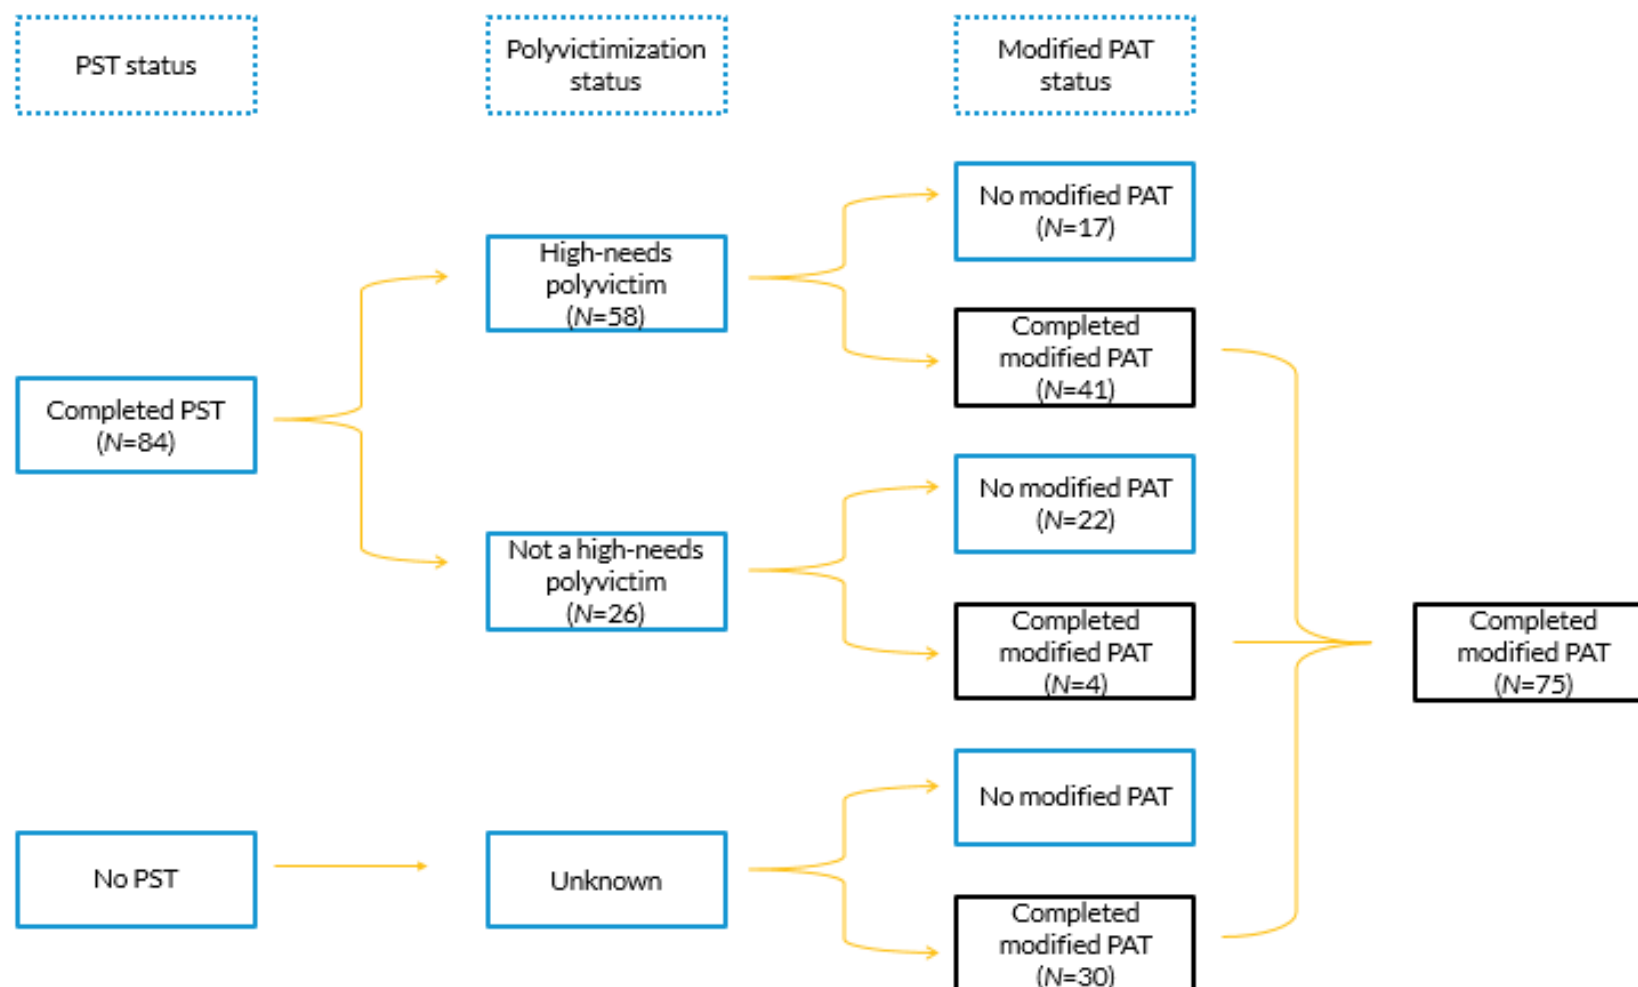 PST status
Polyvictimization
status
Modified PAT
status
No modified PAT
(N=17)
High-needs
polyvictim
(N=58)
Completed
modified PAT
(N=41)
Completed PST
(N=84)
No modified PAT
(N=22)
Not a high-needs
polyvictim
(N=26)
Completed
modified PAT
(N=4)
Completed
modified PAT
(N=75)
No modified PAT
No PST
Unknown
Completed
modified PAT
(N=30)